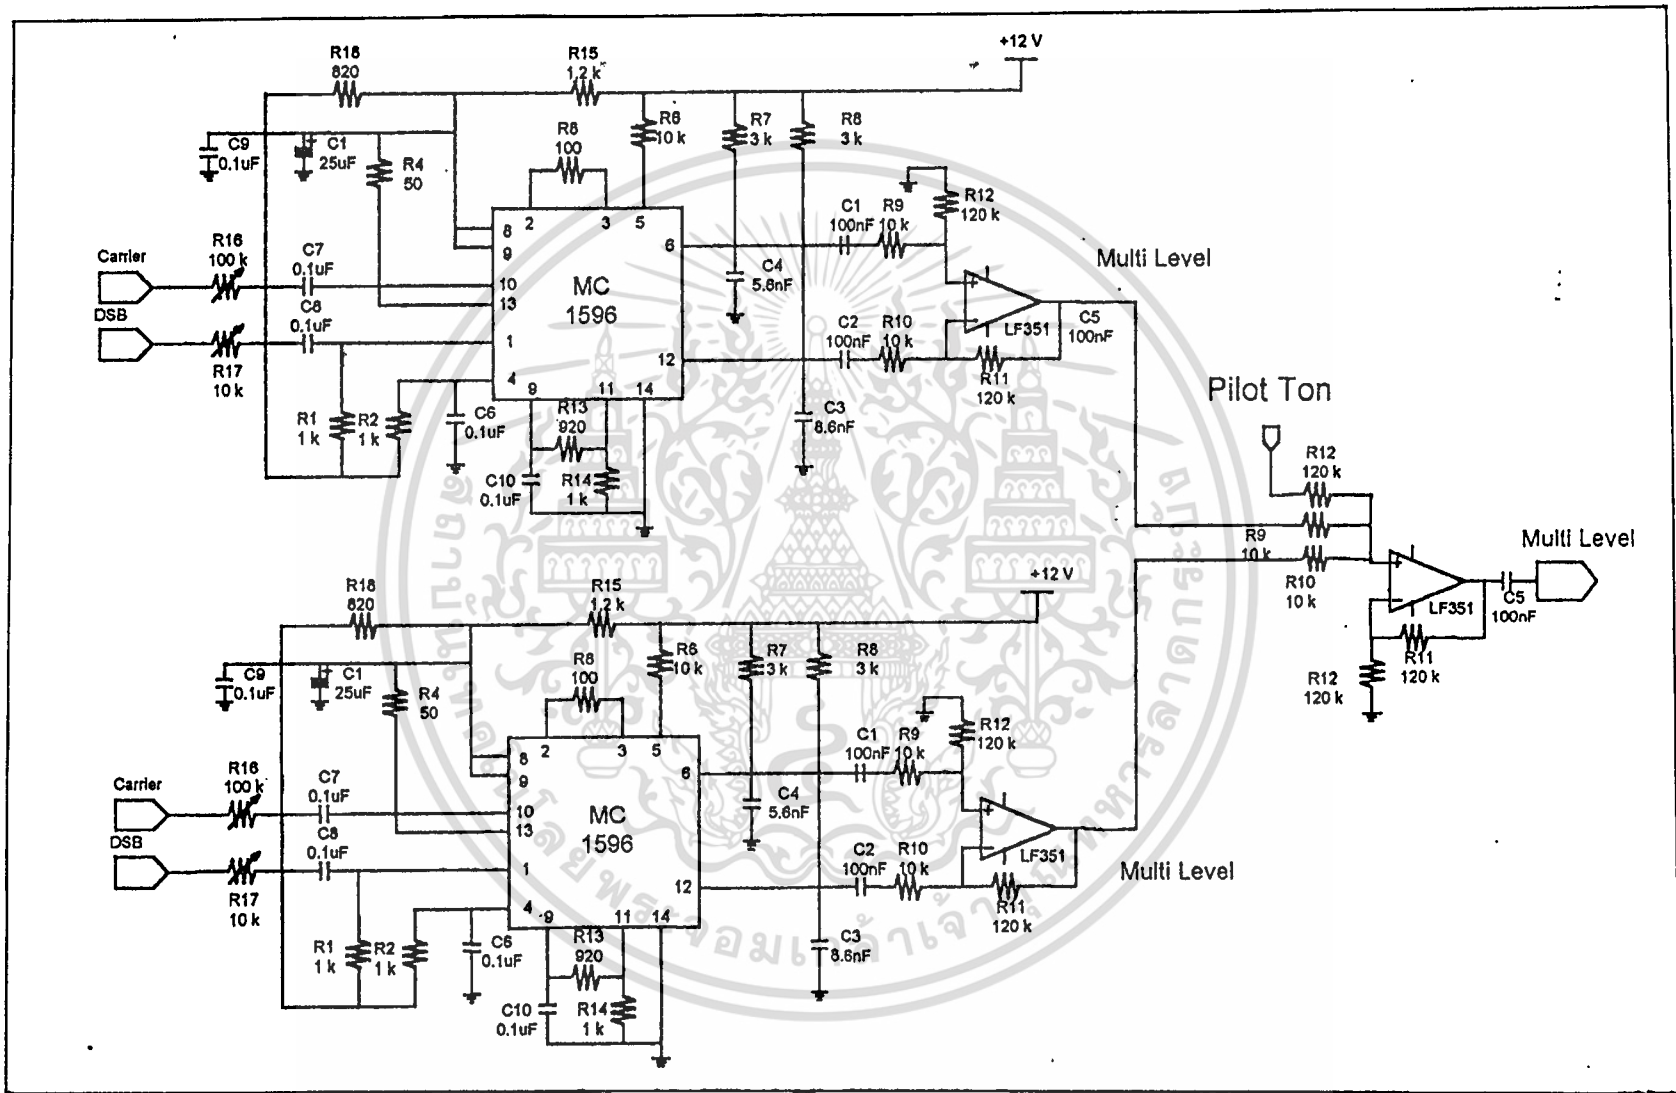 +12 V
R18
820
R15
1.2 k
R6
10 k
R7
3 k
R8
3 k
C9
0.1uF
C1
25uF
R4
50
R8
100
2
3
5
8
9
10
13
1
4
6
12
9
11
14
MC
1596
Carrier
R16
100 k
C7
0.1uF
DSB
C8
0.1uF
R17
10 k
R1
1 k
R2
1 k
C6
0.1uF
R13
920
C10
0.1uF
R14
1 k
C4
5.6nF
C3
8.6nF
C1
100nF
R9
10 k
R12
120 k
C2
100nF
R10
10 k
LF351
R11
120 k
C5
100nF
Multi Level
Pilot Ton
R12
120 k
R9
10 k
R10
10 k
LF351
R11
120 k
R12
120 k
C5
100nF
Multi Level
+12 V
R18
820
R15
1.2 k
R6
10 k
R7
3 k
R8
3 k
C9
0.1uF
C1
25uF
R4
50
R8
100
2
3
5
8
9
10
13
1
4
6
12
9
11
14
MC
1596
Carrier
R16
100 k
C7
0.1uF
DSB
C8
0.1uF
R17
10 k
R1
1 k
R2
1 k
C6
0.1uF
R13
920
C10
0.1uF
R14
1 k
C4
5.6nF
C3
8.6nF
C1
100nF
R9
10 k
R12
120 k
C2
100nF
R10
10 k
LF351
R11
120 k
Multi Level